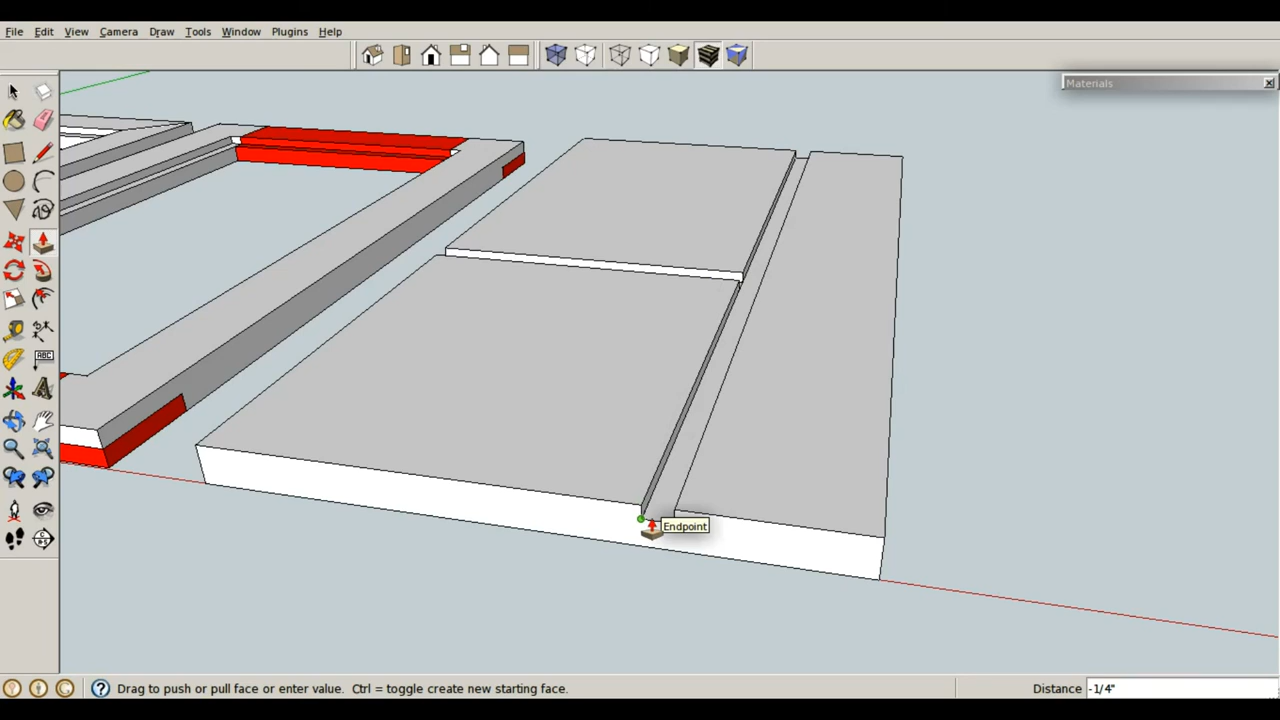 File Edit View Camera Draw Tools Window Plugins Help
Materials
ABC
Endpoint
Drag to push or pull face or enter value. Ctrl = toggle create new starting face.
Distance -1/4"